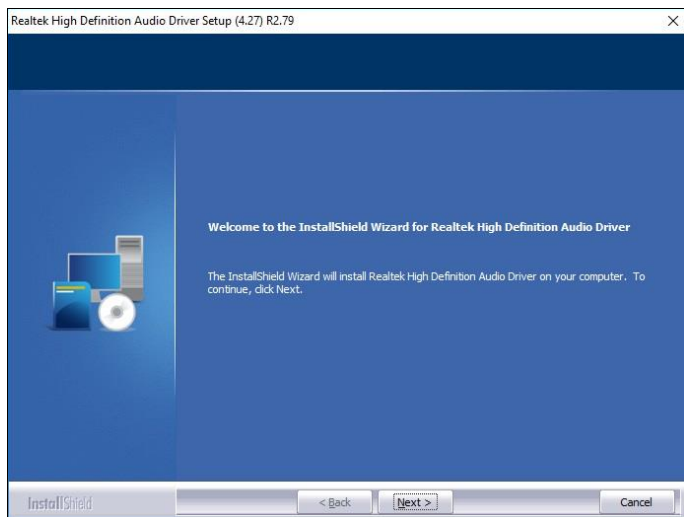 Realtek High Definition Audio Driver Setup (4.27) R2.79
Welcome to the InstallShield Wizard for Realtek High Definition Audio Driver
The InstallShield Wizard will install Realtek High Definition Audio Driver on your computer. To
continue, click Next.
InstallShield
< Back
Next >
Cancel